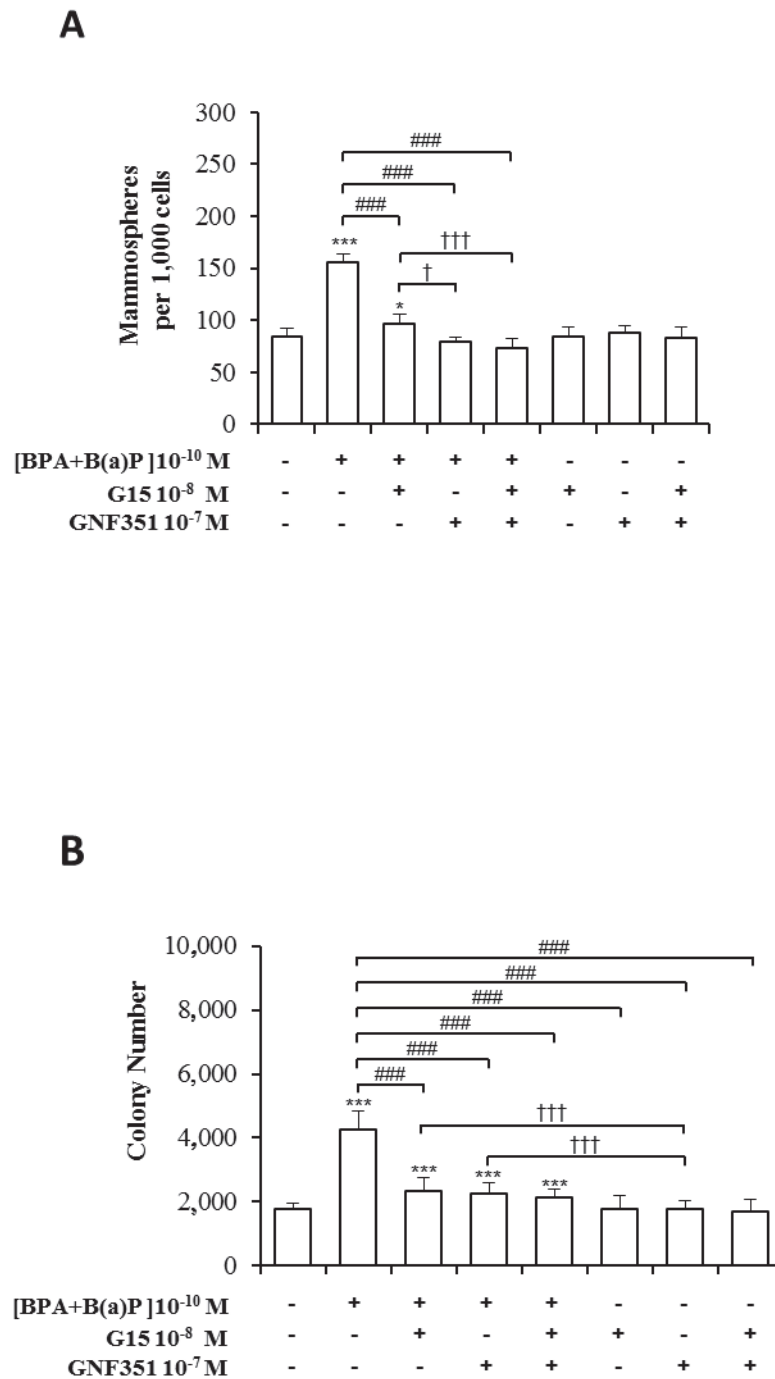 A
300
###
250
###
200
###
†††
***
150
†
*
100
50
0
Mammospheres
per 1,000 cells
[BPA+B(a)P ]10⁻¹⁰ M - + + + + - - -
G15 10⁻⁸ M - - + - + + - +
GNF351 10⁻⁷ M - - - + + - + +
B
10,000
###
###
8,000
###
###
###
6,000
###
***
†††
4,000
†††
*** *** ***
2,000
0
Colony Number
[BPA+B(a)P ]10⁻¹⁰ M - + + + + - - -
G15 10⁻⁸ M - - + - + + - +
GNF351 10⁻⁷ M - - - + + - + +